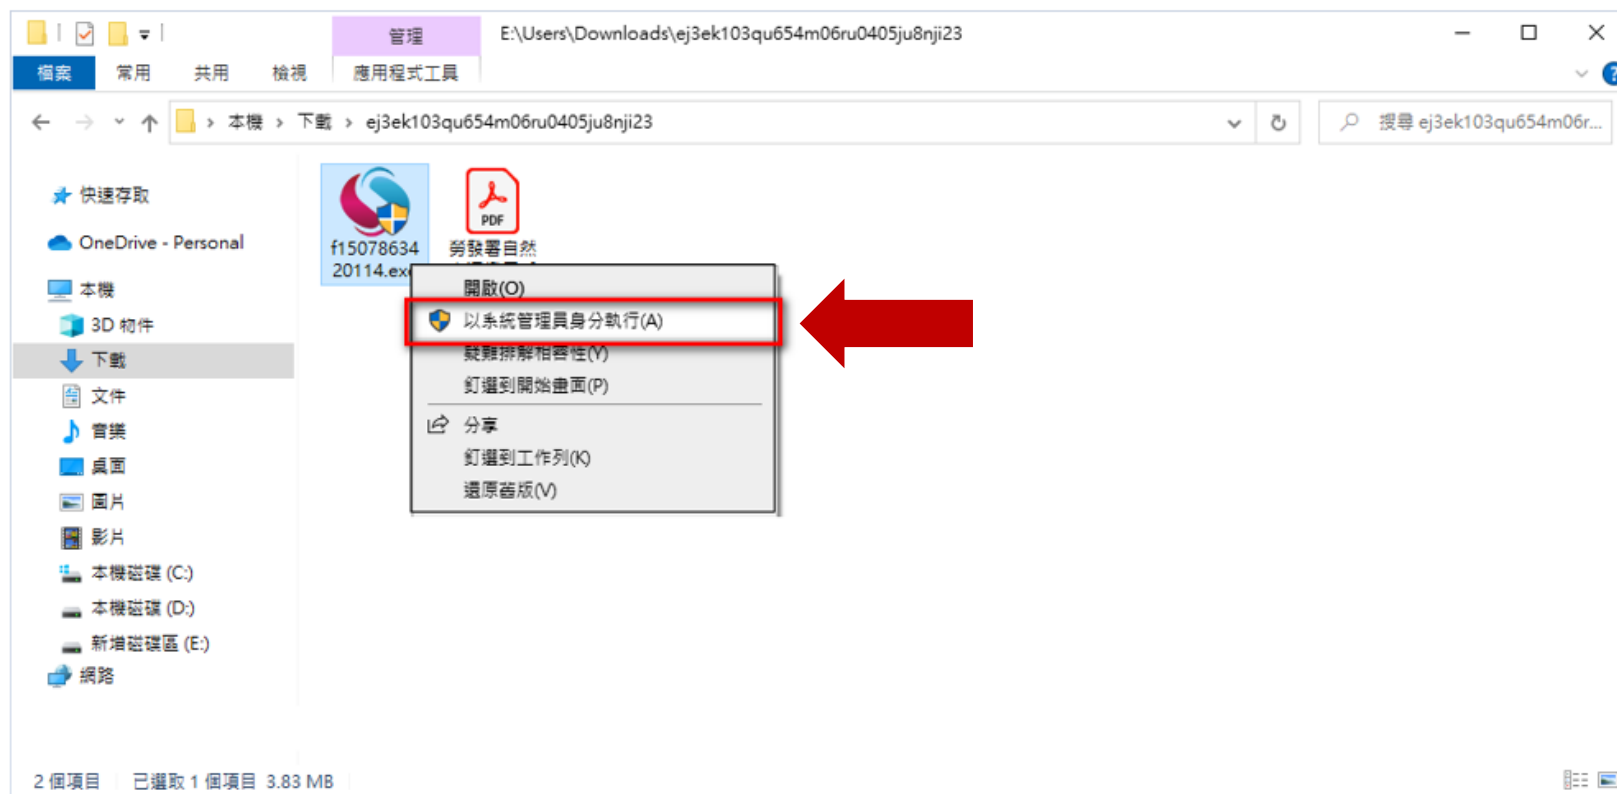 管理
E:\Users\Downloads\ej3ek103qu654m06ru0405ju8nji23
檔案
常用
共用
檢視
應用程式工具
本機 › 下載 › ej3ek103qu654m06ru0405ju8nji23
搜尋 ej3ek103qu654m06r...
快速存取
OneDrive - Personal
本機
3D 物件
下載
文件
音樂
桌面
圖片
影片
本機磁碟 (C:)
本機磁碟 (D:)
新增磁碟區 (E:)
網路
f15078634
20114.ex
PDF
勞發署自然
開啟(O)
以系統管理員身分執行(A)
疑難排解相容性(Y)
釘選到開始畫面(P)
分享
釘選到工作列(K)
還原舊版(V)
2 個項目
已選取 1 個項目 3.83 MB